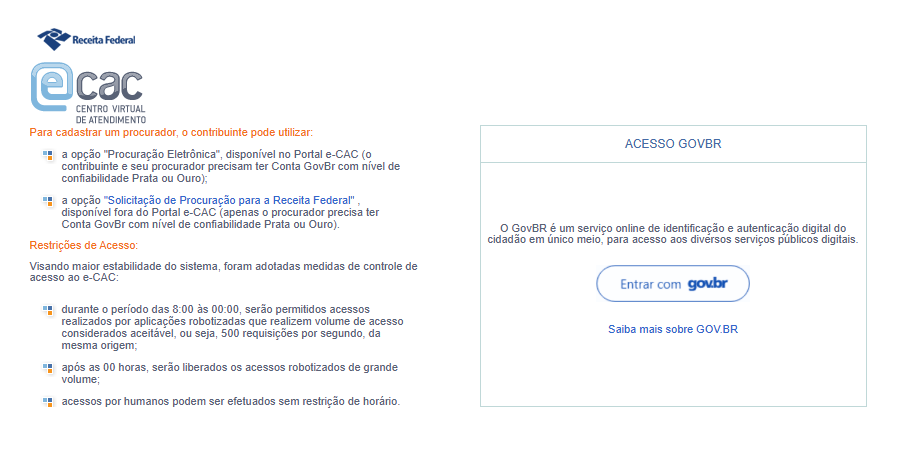 Receita Federal
ecac
CENTRO VIRTUAL
DE ATENDIMENTO
Para cadastrar um procurador, o contribuinte pode utilizar:
a opção "Procuração Eletrônica", disponível no Portal e-CAC (o
contribuinte e seu procurador precisam ter Conta GovBr com nível de
confiabilidade Prata ou Ouro);
a opção "Solicitação de Procuração para a Receita Federal" ,
disponível fora do Portal e-CAC (apenas o procurador precisa ter
Conta GovBr com nível de confiabilidade Prata ou Ouro).
Restrições de Acesso:
Visando maior estabilidade do sistema, foram adotadas medidas de controle de
acesso ao e-CAC:
durante o período das 8:00 às 00:00, serão permitidos acessos
realizados por aplicações robotizadas que realizem volume de acesso
considerados aceitável, ou seja, 500 requisições por segundo, da
mesma origem;
após as 00 horas, serão liberados os acessos robotizados de grande
volume;
acessos por humanos podem ser efetuados sem restrição de horário.
ACESSO GOVBR
O GovBR é um serviço online de identificação e autenticação digital do
cidadão em único meio, para acesso aos diversos serviços públicos digitais.
Entrar com gov.br
Saiba mais sobre GOV.BR